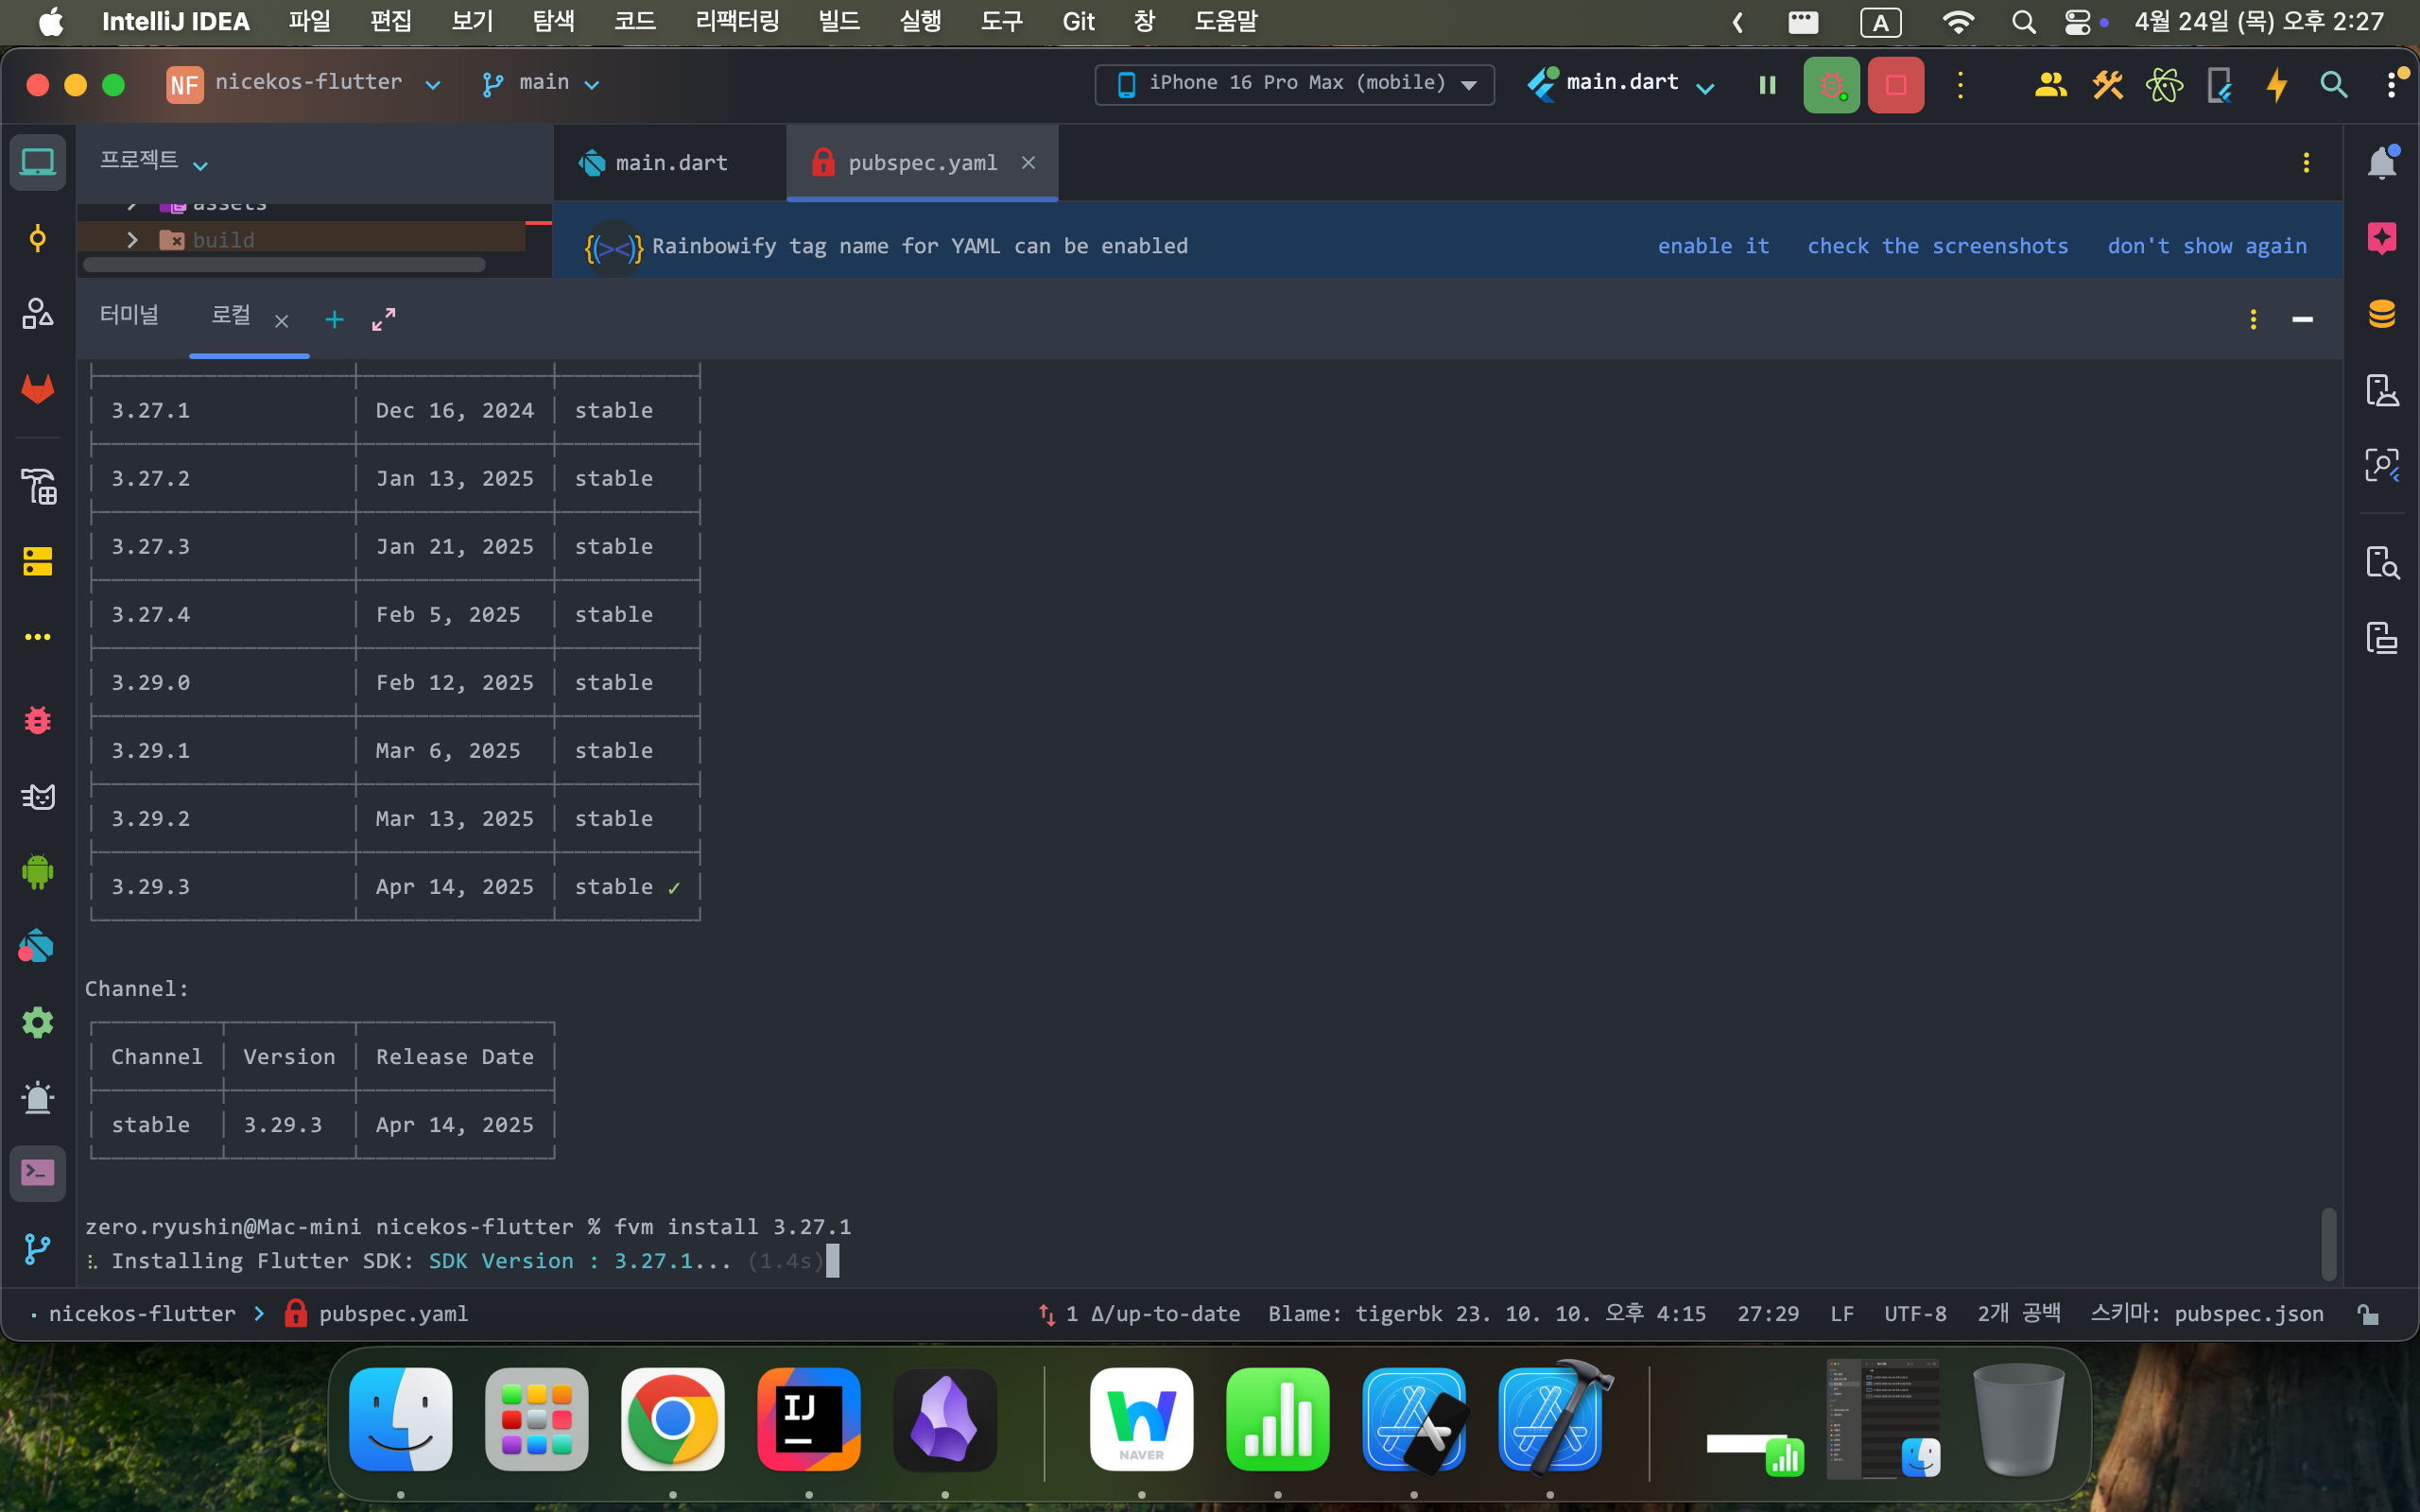 IntelliJ IDEA 파일 편집 보기 탐색 코드 리팩터링 빌드 실행 도구 Git 창 도움말 A 4월 24일 (목) 오후 2:27
NF nicekos-flutter main iPhone 16 Pro Max (mobile) main.dart
프로젝트 main.dart pubspec.yaml
assets
build
Rainbowify tag name for YAML can be enabled enable it check the screenshots don't show again
터미널 로컬
3.27.1 Dec 16, 2024 stable
3.27.2 Jan 13, 2025 stable
3.27.3 Jan 21, 2025 stable
3.27.4 Feb 5, 2025 stable
3.29.0 Feb 12, 2025 stable
3.29.1 Mar 6, 2025 stable
3.29.2 Mar 13, 2025 stable
3.29.3 Apr 14, 2025 stable ✓
Channel:
Channel Version Release Date
stable 3.29.3 Apr 14, 2025
zero.ryushin@Mac-mini nicekos-flutter % fvm install 3.27.1
Installing Flutter SDK: SDK Version : 3.27.1... (1.4s)
nicekos-flutter pubspec.yaml 1 Δ/up-to-date Blame: tigerbk 23. 10. 10. 오후 4:15 27:29 LF UTF-8 2개 공백 스키마: pubspec.json
IJ
NAVER